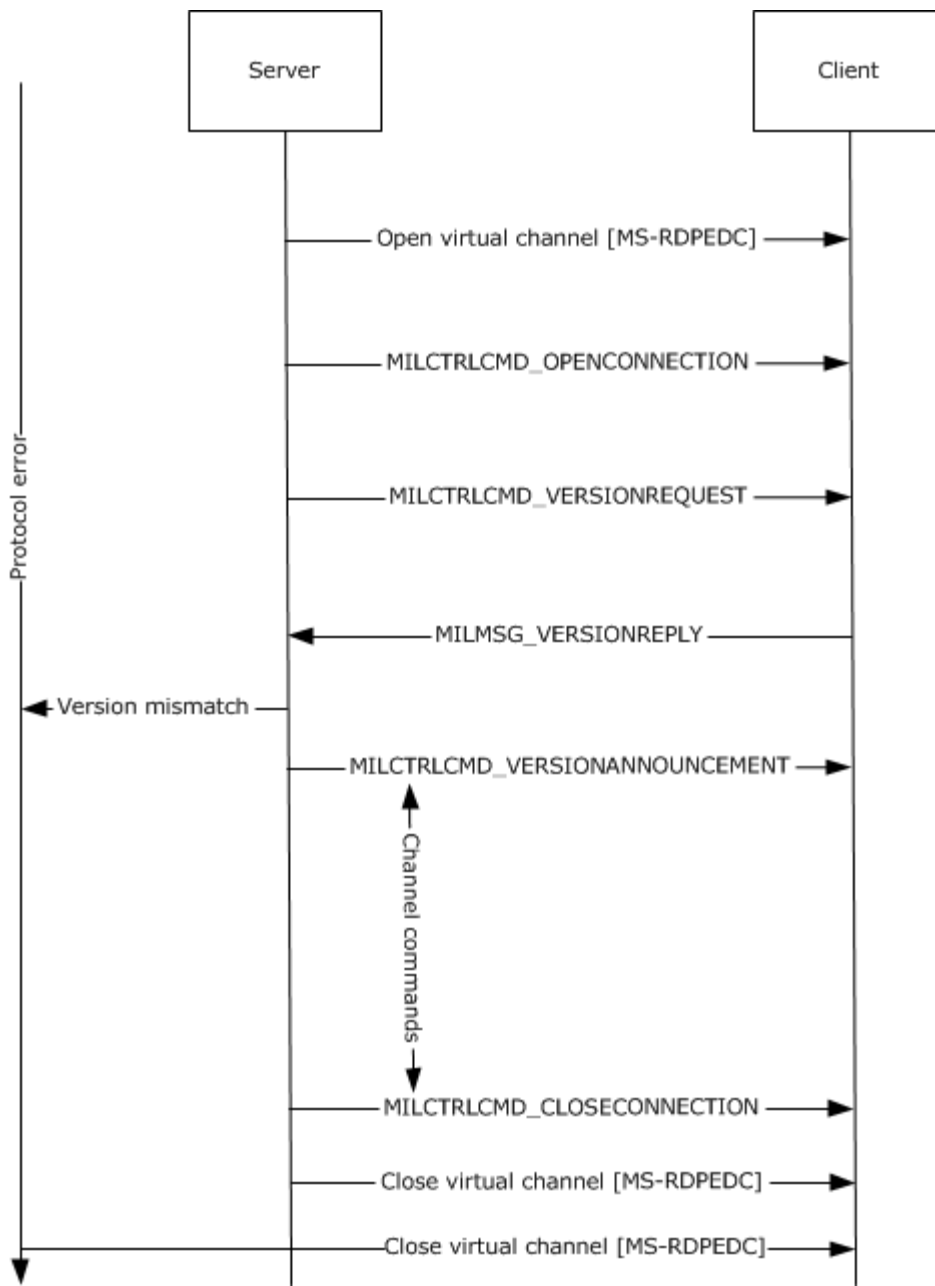 Server
Client
Open virtual channel [MS-RDPEDC]
MILCTRLCMD_OPENCONNECTION
Protocol error
MILCTRLCMD_VERSIONREQUEST
MILMSG_VERSIONREPLY
Version mismatch
MILCTRLCMD_VERSIONANNOUNCEMENT
Channel commands
MILCTRLCMD_CLOSECONNECTION
Close virtual channel [MS-RDPEDC]
Close virtual channel [MS-RDPEDC]